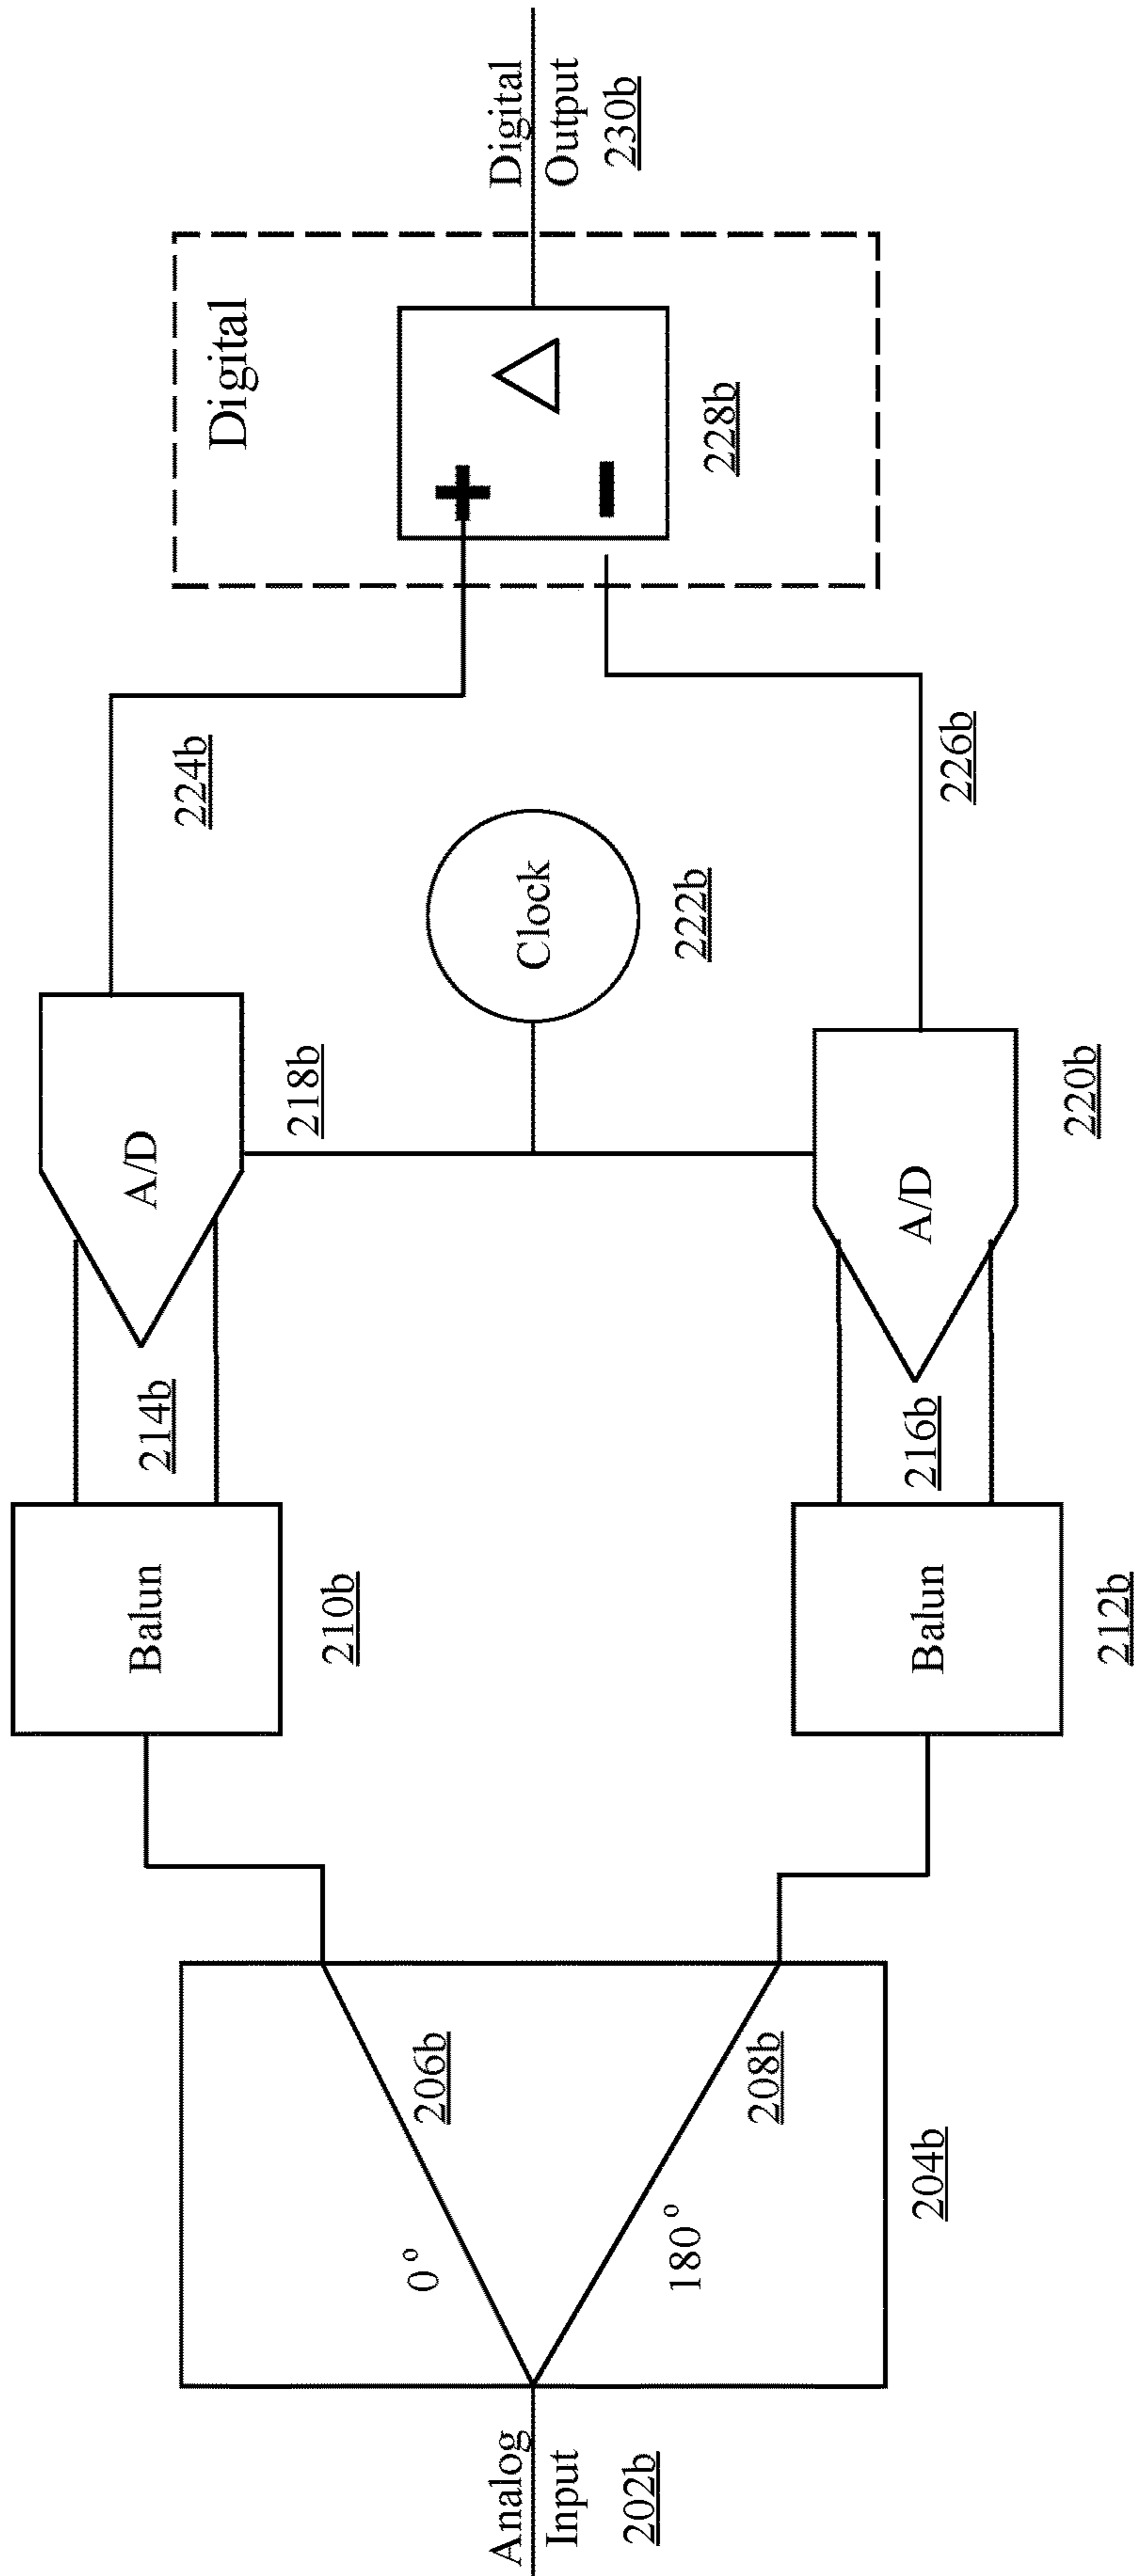 Analog
Input
202b
0°
180°
206b
208b
204b
Balun
210b
Balun
212b
214b
216b
A/D
218b
A/D
220b
Clock
222b
224b
226b
Digital
+
−
Δ
228b
Digital
Output
230b